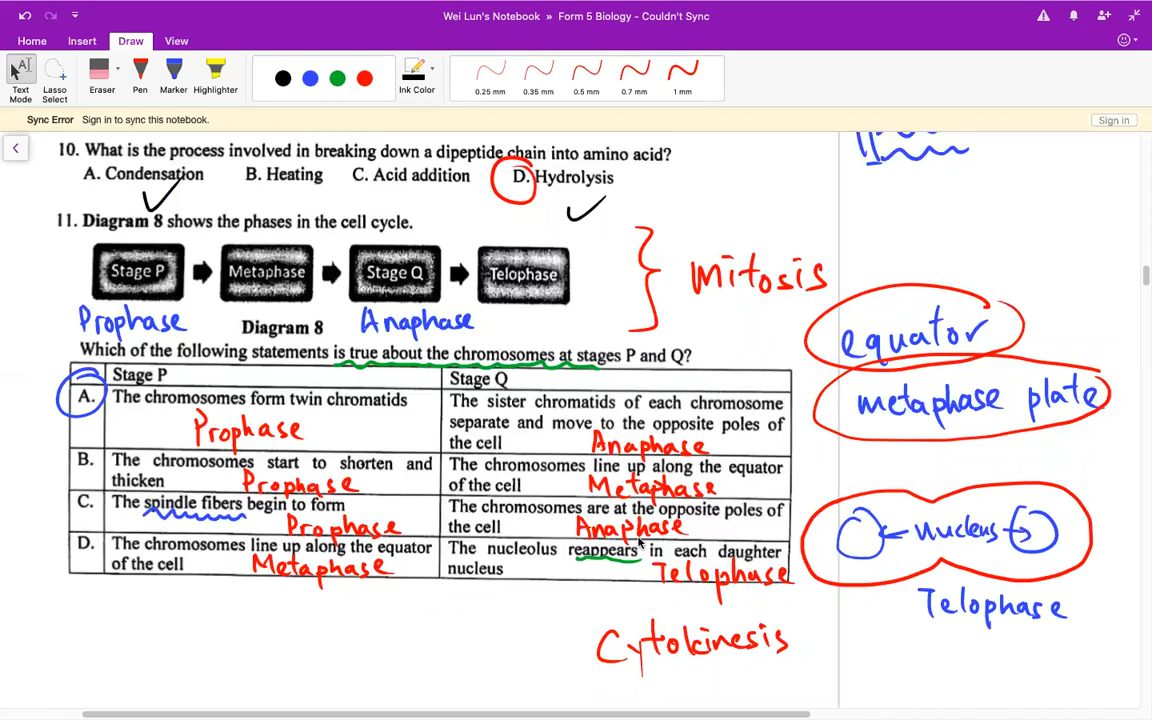 Wei Lun's Notebook » Form 5 Biology - Couldn't Sync
Home Insert Draw View
Text Mode
Lasso Select
Eraser
Pen
Marker
Highlighter
Ink Color
0.25 mm 0.35 mm 0.5 mm 0.7 mm 1 mm
Sync Error Sign in to sync this notebook. Sign in
10. What is the process involved in breaking down a dipeptide chain into amino acid?
A. Condensation B. Heating C. Acid addition D. Hydrolysis
11. Diagram 8 shows the phases in the cell cycle.
Stage P Metaphase Stage Q Telophase
mitosis
Prophase Diagram 8 Anaphase
equator
Which of the following statements is true about the chromosomes at stages P and Q?
Stage P Stage Q
A. The chromosomes form twin chromatids
Prophase
The sister chromatids of each chromosome
separate and move to the opposite poles of
the cell Anaphase
metaphase plate
B. The chromosomes start to shorten and
thicken Prophase
The chromosomes line up along the equator
of the cell Metaphase
C. The spindle fibers begin to form
Prophase
The chromosomes are at the opposite poles of
the cell Anaphase
nucleus
D. The chromosomes line up along the equator
of the cell Metaphase
The nucleolus reappears in each daughter
nucleus Telophase
Telophase
Cytokinesis